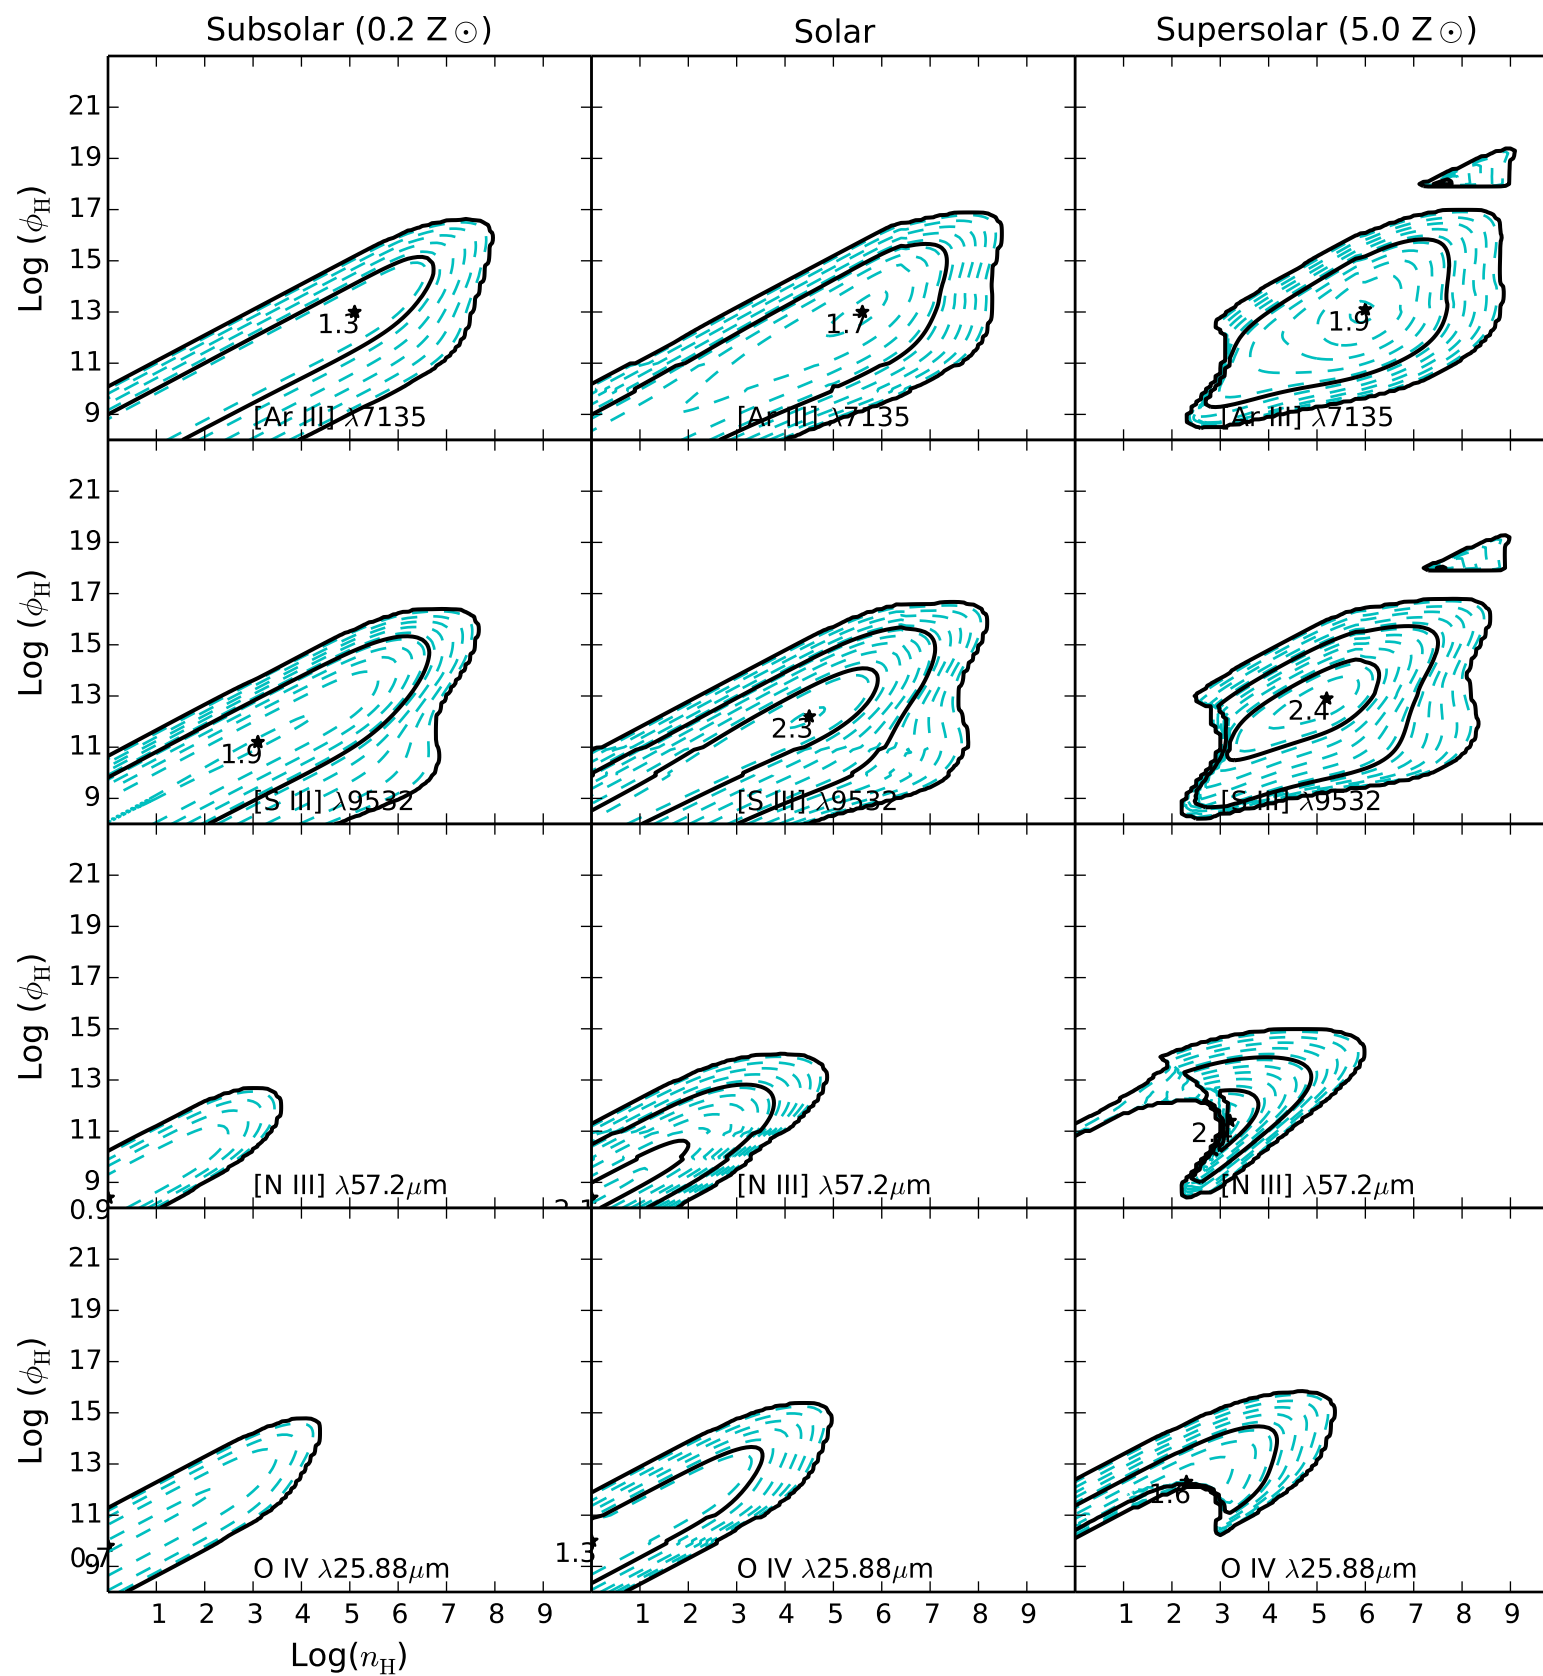 Subsolar (0.2 Z⊙) Solar Supersolar (5.0 Z⊙)
Log (ϕH)
21
19
17
15
13
11
9
1.3 1.7 1.9
[Ar III] λ7135 [Ar III] λ7135 [Ar III] λ7135
Log (ϕH)
21
19
17
15
13
11
9
1.9 2.3 2.4
[S III] λ9532 [S III] λ9532 [S III] λ9532
Log (ϕH)
21
19
17
15
13
11
9
[N III] λ57.2μm [N III] λ57.2μm [N III] λ57.2μm
0.9
Log (ϕH)
21
19
17
15
13
11
9
0.7 1.3 1.6
O IV λ25.88μm O IV λ25.88μm O IV λ25.88μm
1 2 3 4 5 6 7 8 9 1 2 3 4 5 6 7 8 9 1 2 3 4 5 6 7 8 9
Log(nH)